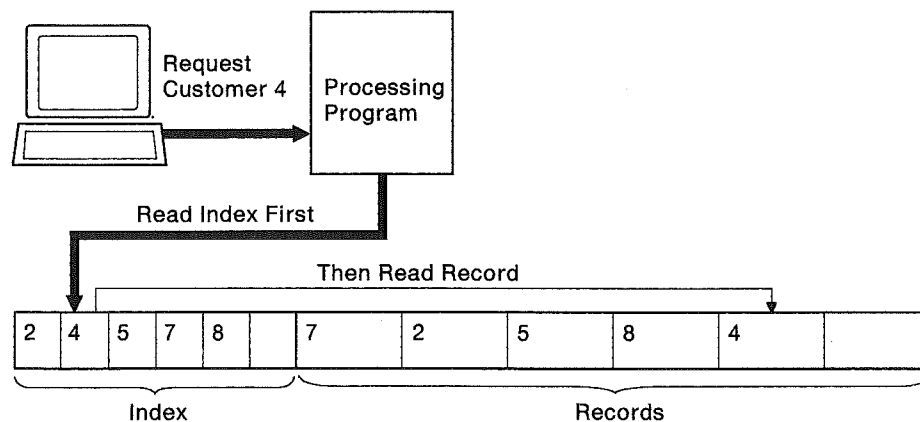 Request
Customer 4
Processing
Program
Read Index First
Then Read Record
2 4 5 7 8 7 2 5 8 4
Index Records